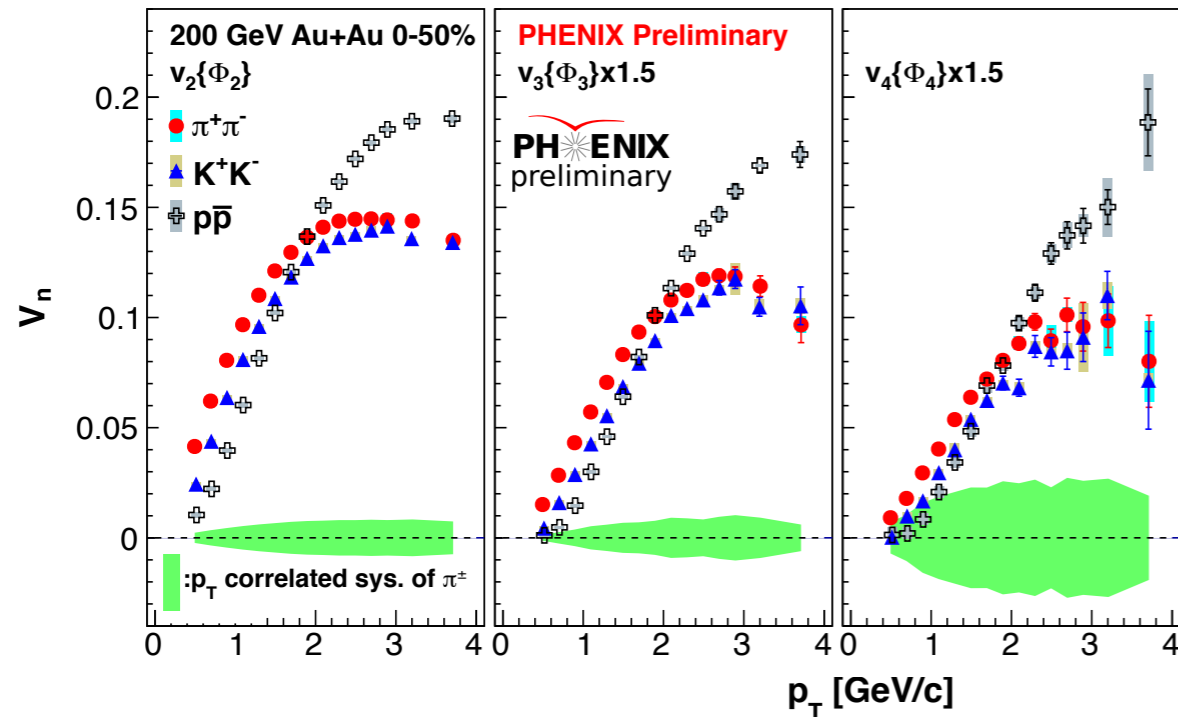 200 GeV Au+Au 0-50%
v₂{Φ₂}
π⁺π⁻
K⁺K⁻
pp̅
PHENIX Preliminary
v₃{Φ₃}x1.5
PHENIX
preliminary
v₄{Φ₄}x1.5
Vₙ
0.2
0.15
0.1
0.05
0
:p_T correlated sys. of π±
0 1 2 3 4
0 1 2 3 4
0 1 2 3 4
p_T [GeV/c]